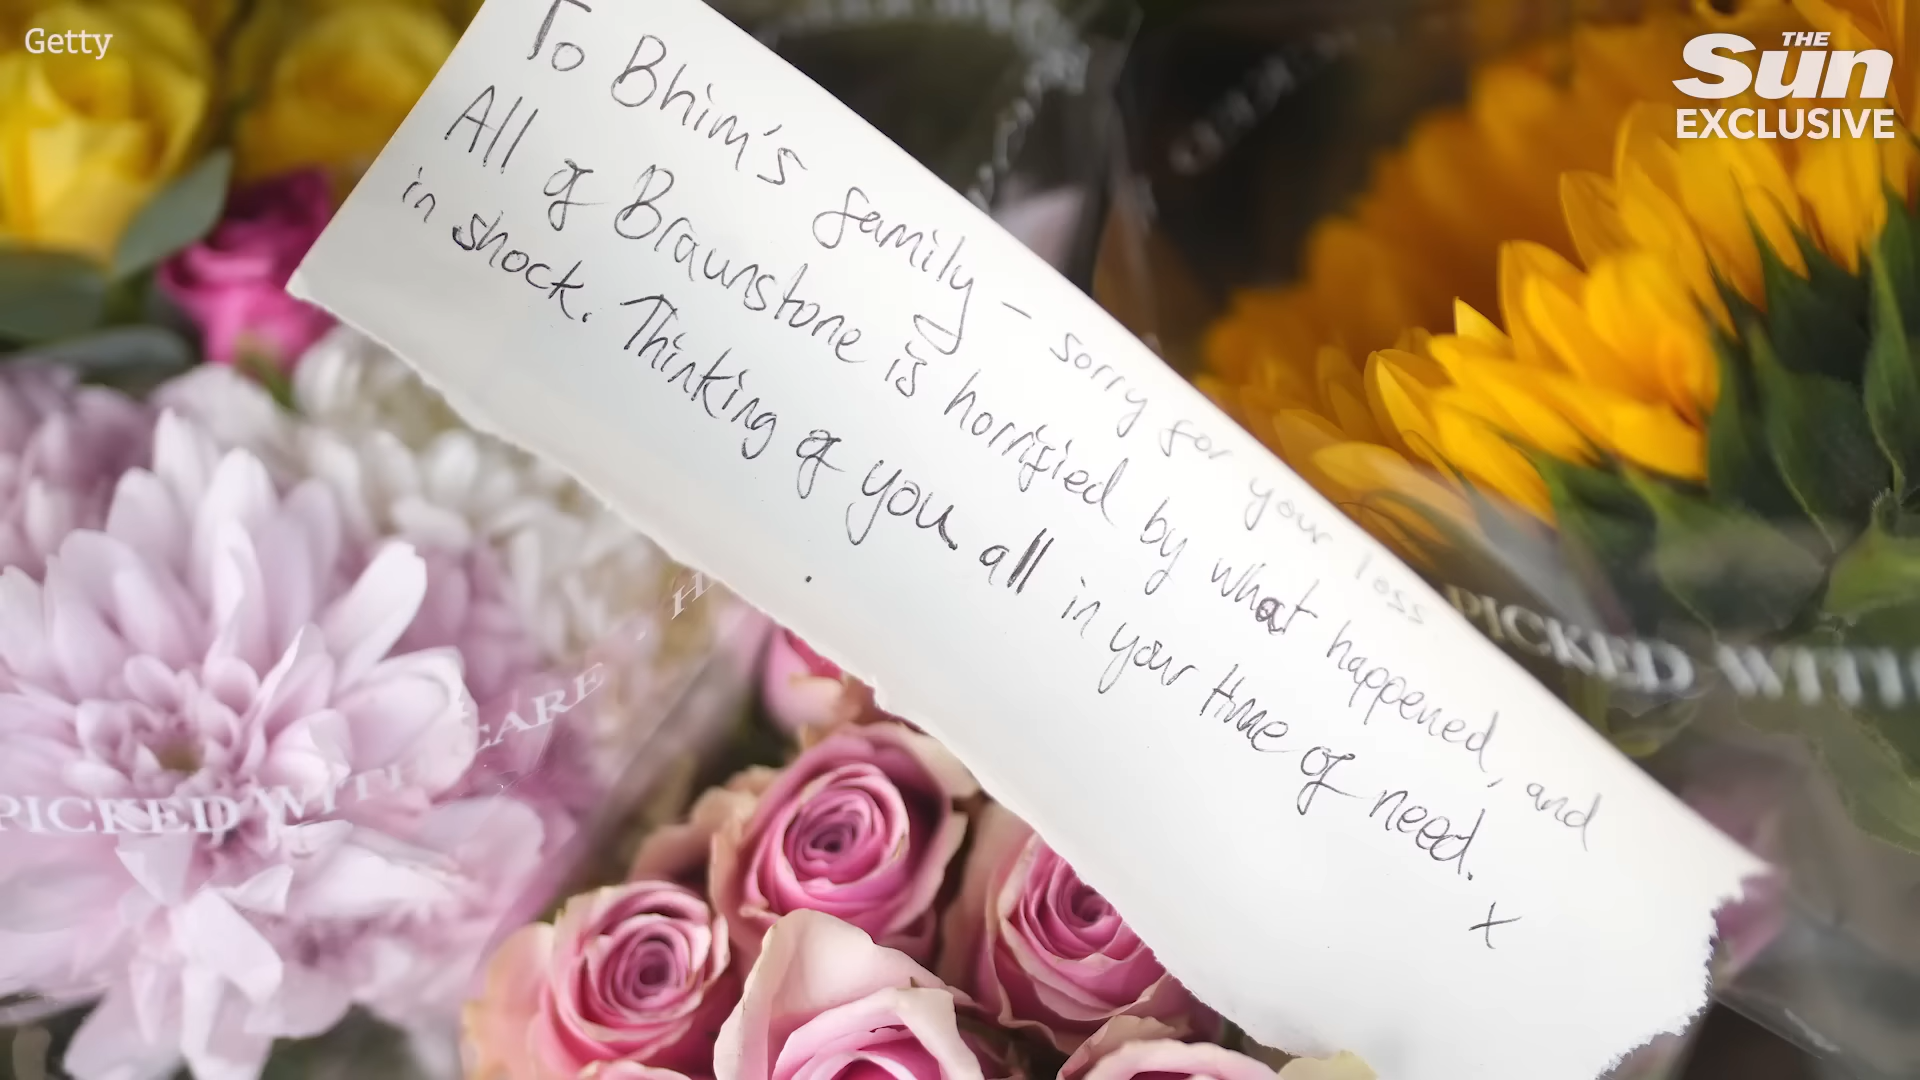 Getty
THE
Sun
EXCLUSIVE
To Bhim's family - sorry for your loss
All of Braunstone is horrified by what happened, and
in shock. Thinking of you all in your time of need.
x
PICKED WITH
CARE
PICKED WITH